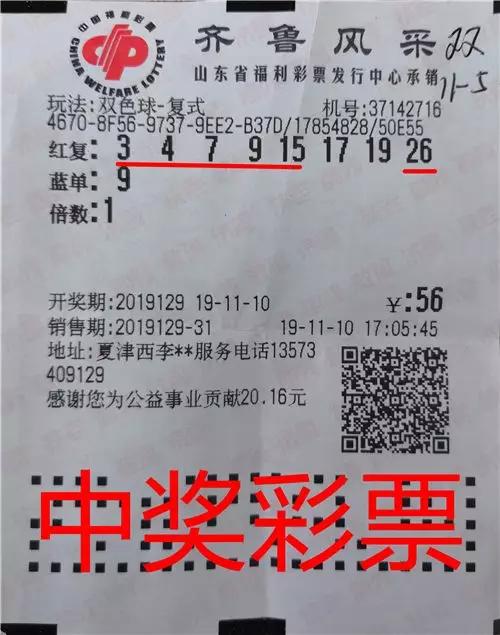 中国福利彩票
CHINA WELFARE LOTTERY
齐鲁风采
22
山东省福利彩票发行中心承销
11-5
玩法:双色球-复式 机号:37142716
4670-8F56-9737-9EE2-B37D/17854828/50E55
红复: 3 4 7 9 15 17 19 26
蓝单: 9
倍数:1
开奖期:2019129 19-11-10 ¥:56
销售期:2019129-31 19-11-10 17:05:45
地址:夏津西李**服务电话13573
409129
感谢您为公益事业贡献20.16元
中奖彩票